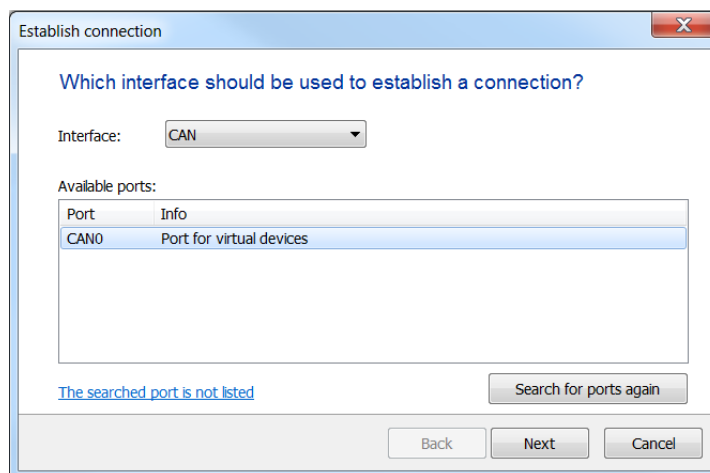 Establish connection
Which interface should be used to establish a connection?
Interface: CAN
Available ports:
Port Info
CAN0 Port for virtual devices
The searched port is not listed Search for ports again
Back Next Cancel